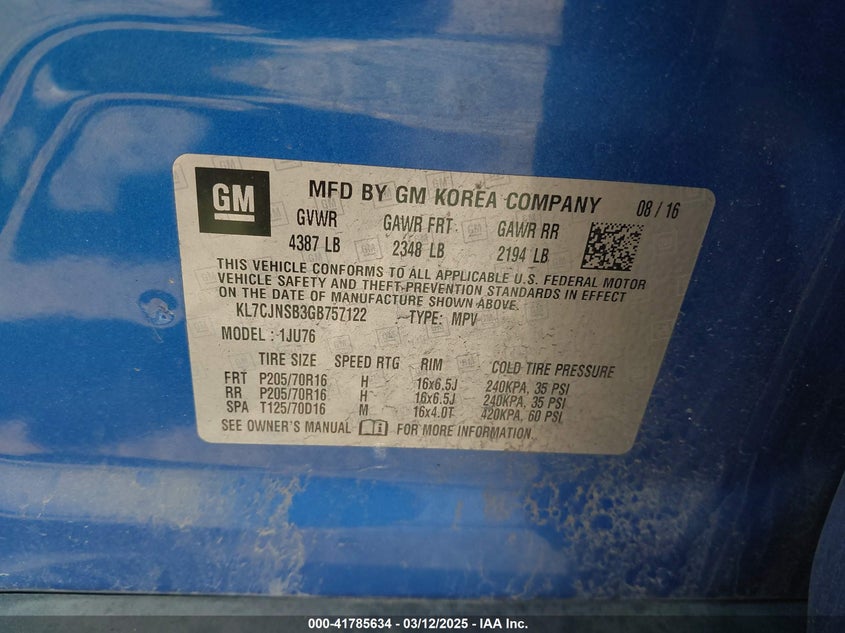 GM
MFD BY GM KOREA COMPANY 08 / 16
GVWR GAWR FRT GAWR RR
4387 LB 2348 LB 2194 LB
THIS VEHICLE CONFORMS TO ALL APPLICABLE U.S. FEDERAL MOTOR
VEHICLE SAFETY AND THEFT-PREVENTION STANDARDS IN EFFECT
ON THE DATE OF MANUFACTURE SHOWN ABOVE.
KL7CJNSB3GB757122 TYPE: MPV
MODEL: 1JU76
TIRE SIZE SPEED RTG RIM COLD TIRE PRESSURE
FRT P205/70R16 H 16x6.5J 240KPA, 35 PSI
RR P205/70R16 H 16x6.5J 240KPA, 35 PSI
SPA T125/70D16 M 16x4.0T 420KPA, 60 PSI
SEE OWNER'S MANUAL FOR MORE INFORMATION.
000-41785634 - 03/12/2025 - IAA Inc.